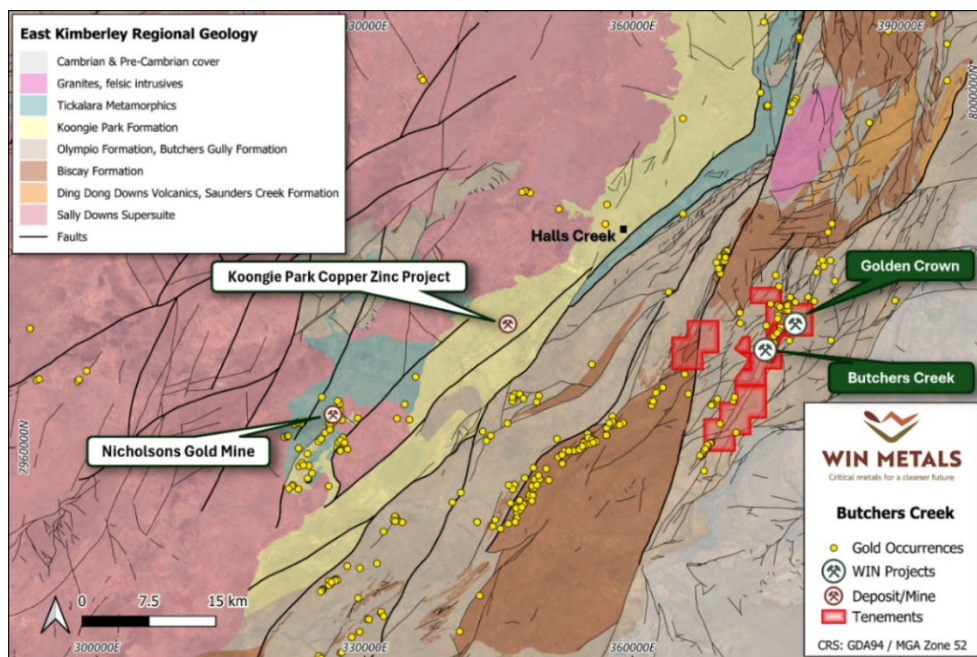 330000E
360000E
390000E
8000000N
East Kimberley Regional Geology
Cambrian & Pre-Cambrian cover
Granites, felsic intrusives
Tickalara Metamorphics
Koongie Park Formation
Olympio Formation, Butchers Gully Formation
Biscay Formation
Ding Dong Downs Volcanics, Saunders Creek Formation
Sally Downs Supersuite
Faults
Halls Creek
Koongie Park Copper Zinc Project
Golden Crown
Butchers Creek
Nicholsons Gold Mine
7960000N
WIN METALS
Critical metals for a cleaner future
Butchers Creek
Gold Occurrences
WIN Projects
Deposit/Mine
Tenements
CRS: GDA94 / MGA Zone 52
0 7.5 15 km
300000E
330000E
360000E